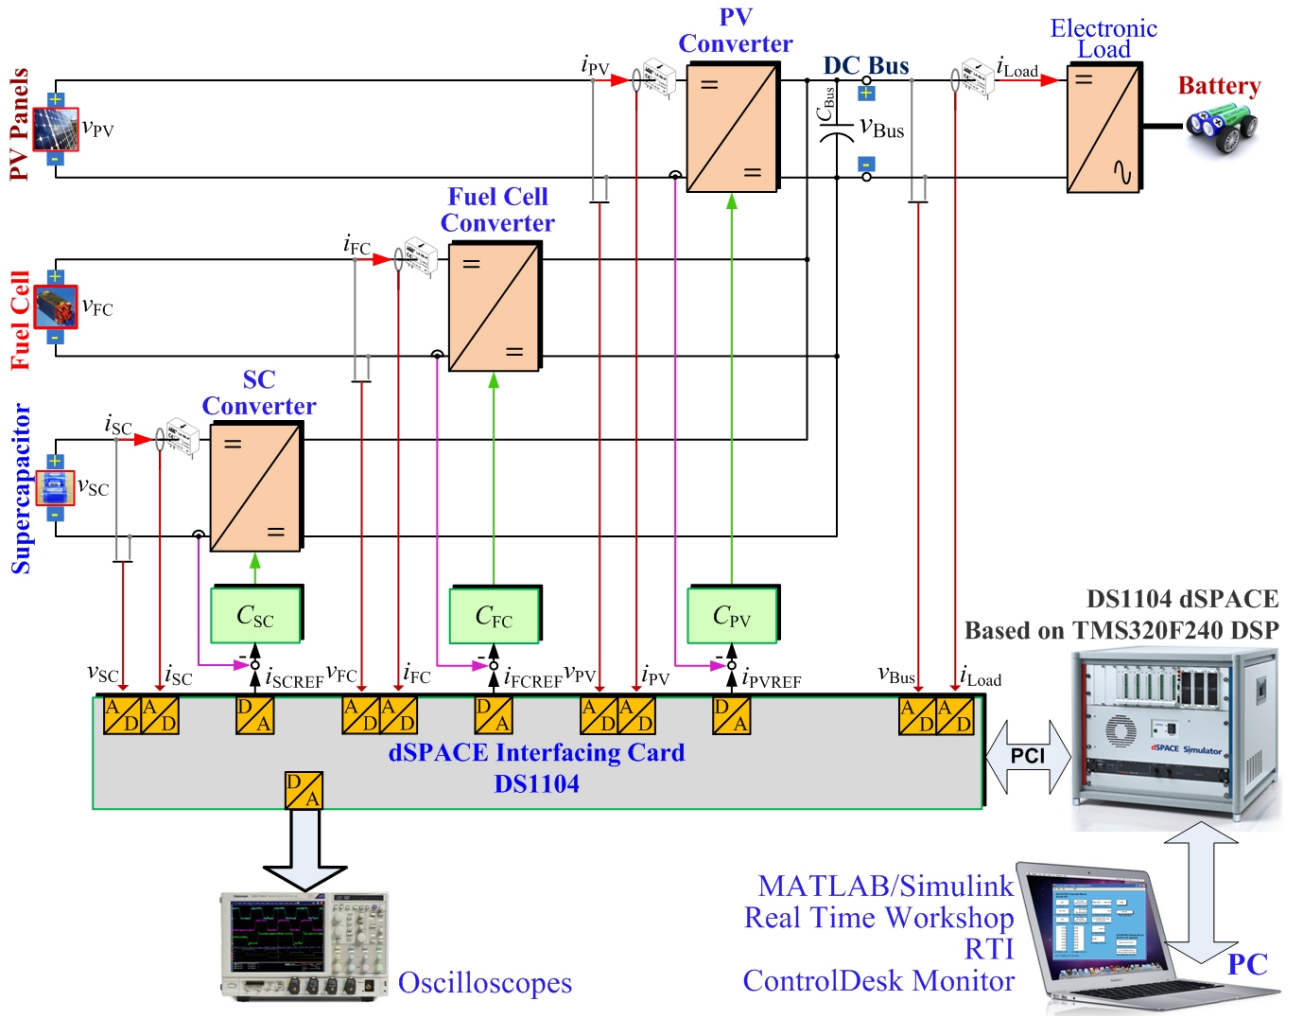 PV
Converter
Electronic
Load
iPV
DC Bus
iLoad
Battery
PV Panels
+
vPV
-
=
=
CBus
+
vBus
-
=
Fuel Cell
Converter
iFC
Fuel Cell
+
vFC
-
=
=
SC
Converter
iSC
Supercapacitor
+
vSC
-
=
=
CSC
CFC
CPV
DS1104 dSPACE
Based on TMS320F240 DSP
- - -
vSC iSC iSCREF vFC iFC iFCREF vPV iPV iPVREF vBus iLoad
A/D A/D D/A A/D A/D D/A A/D A/D D/A A/D A/D
dSPACE Interfacing Card
DS1104
PCI
dSPACE Simulator
D/A
MATLAB/Simulink
Real Time Workshop
RTI
ControlDesk Monitor
PC
Oscilloscopes